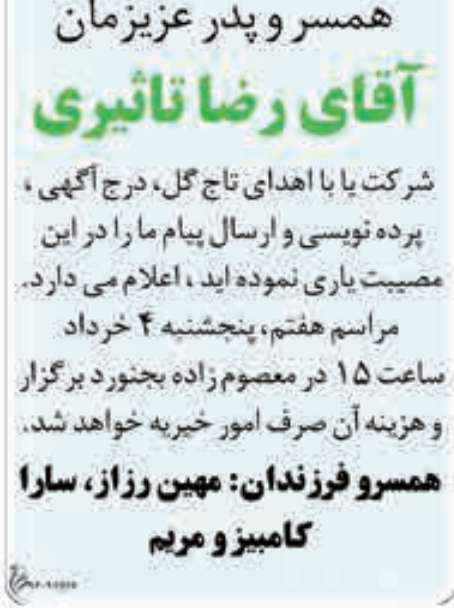 همسر و پدر عزیزمان
آقای رضا تاثیری
شرکت یا با اهدای تاج گل، درج آگهی ،
پرده نویسی و ارسال پیام ما را در این
مصیبت یاری نموده اید ، اعلام می دارد.
مراسم هفتم، پنجشنبه ۴ خرداد
ساعت ۱۵ در معصوم زاده بجنورد برگزار
و هزینه آن صرف امور خیریه خواهد شد.
همسرو فرزندان: مهین رزاز، سارا
کامبیز و مریم